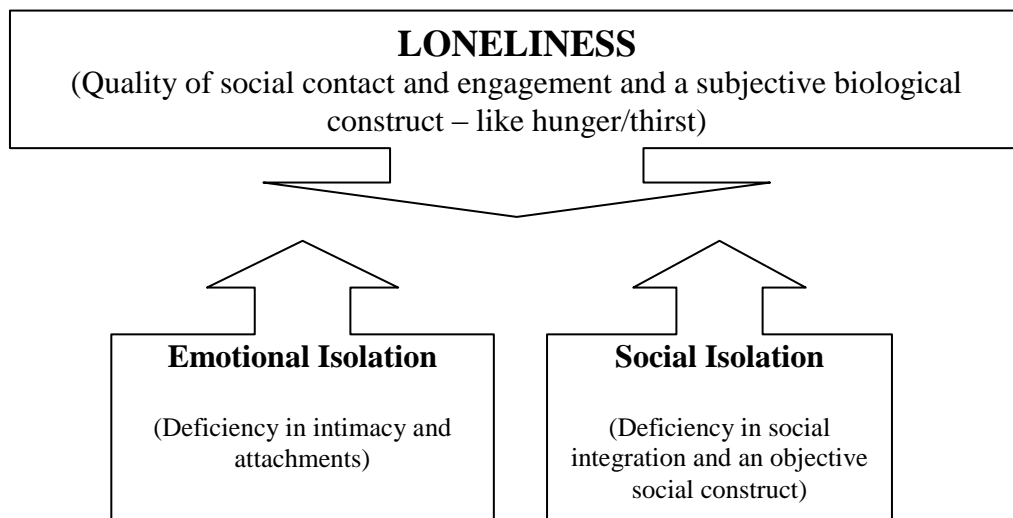 LONELINESS
(Quality of social contact and engagement and a subjective biological
construct – like hunger/thirst)
Emotional Isolation
(Deficiency in intimacy and
attachments)
Social Isolation
(Deficiency in social
integration and an objective
social construct)